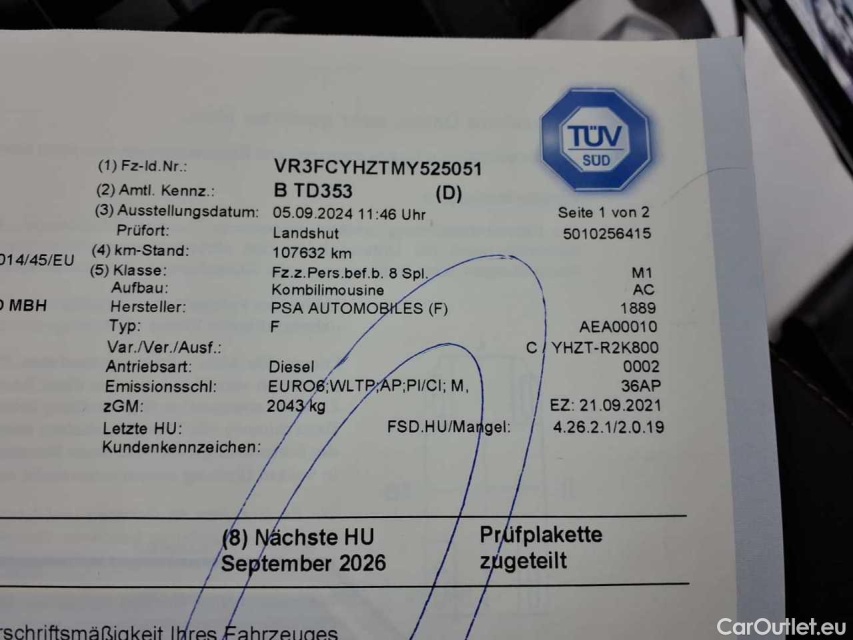 TÜV
SÜD
(1) Fz-Id.Nr.: VR3FCYHZTMY525051
(2) Amtl. Kennz.: B TD353 (D)
(3) Ausstellungsdatum: 05.09.2024 11:46 Uhr Seite 1 von 2
Prüfort: Landshut 5010256415
014/45/EU (4) km-Stand: 107632 km
(5) Klasse: Fz.z.Pers.bef.b. 8 Spl. M1
Aufbau: Kombilimousine AC
MBH Hersteller: PSA AUTOMOBILES (F) 1889
Typ: F AEA00010
Var./Ver./Ausf.: C / YHZT-R2K800
Antriebsart: Diesel 0002
Emissionsschl: EURO6;WLTP;AP;PI/CI; M, 36AP
zGM: 2043 kg EZ: 21.09.2021
Letzte HU: FSD.HU/Mangel: 4.26.2.1/2.0.19
Kundenkennzeichen:
(8) Nächste HU Prüfplakette
September 2026 zugeteilt
rschriftsmäßigkeit Ihres Fahrzeuges
CarOutlet.eu